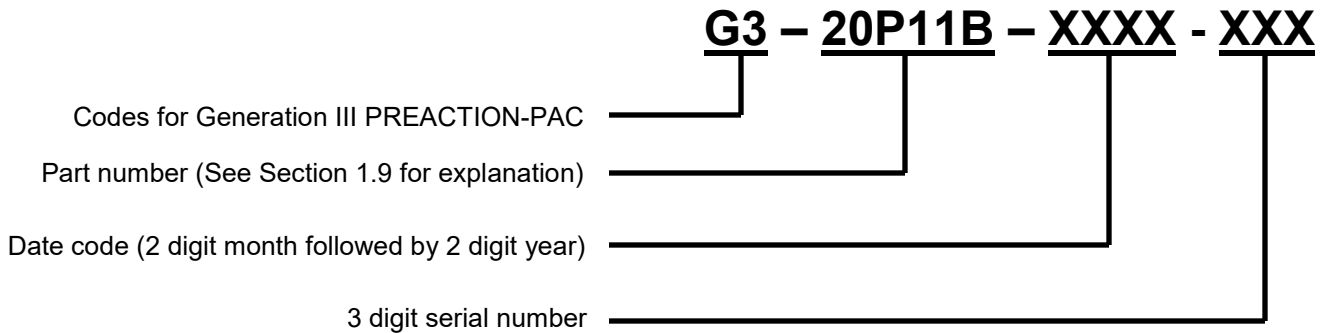 G3 – 20P11B – XXXX - XXX
Codes for Generation III PREACTION-PAC
Part number (See Section 1.9 for explanation)
Date code (2 digit month followed by 2 digit year)
3 digit serial number